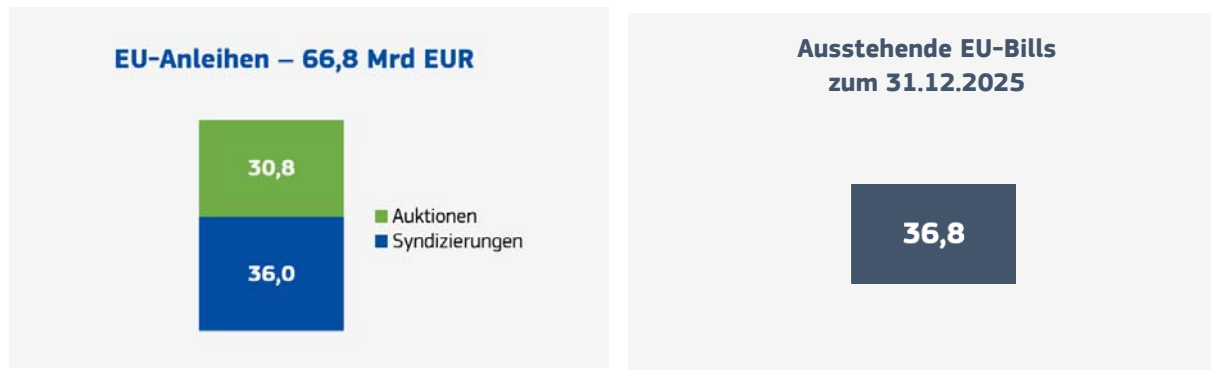 EU-Anleihen – 66,8 Mrd EUR
30,8
36,0
Auktionen
Syndizierungen
Ausstehende EU-Bills
zum 31.12.2025
36,8